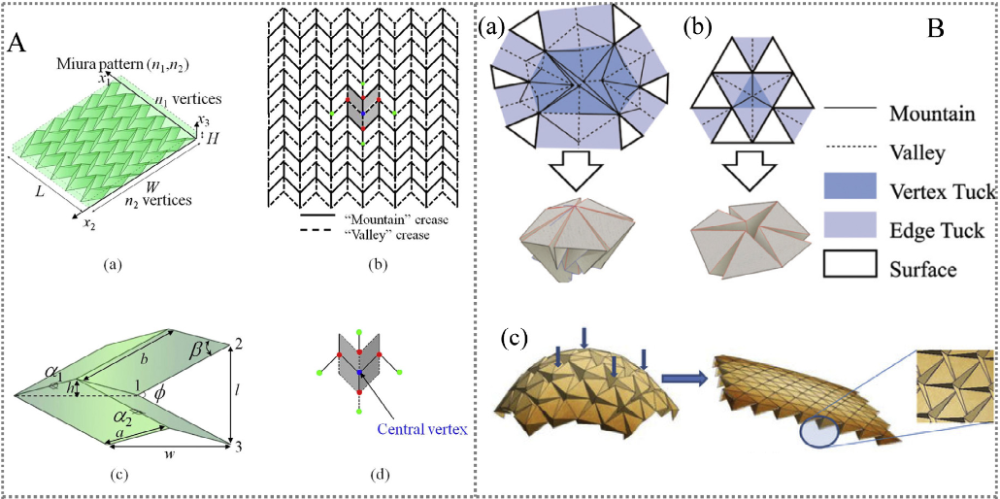 A
Miura pattern (n1,n2)
x1
n1 vertices
x3
H
W
L
n2 vertices
x2
(a)
"Mountain" crease
"Valley" crease
(b)
α1
h
b
β
2
1
ϕ
l
α2
a
w
3
(c)
Central vertex
(d)
B
(a)
(b)
Mountain
Valley
Vertex Tuck
Edge Tuck
Surface
(c)